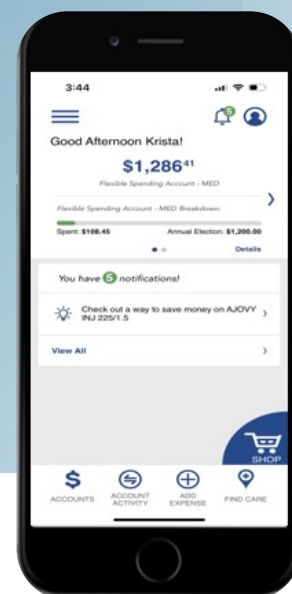 3:44
5
Good Afternoon Krista!
$1,286⁴¹
Flexible Spending Account - MED
Flexible Spending Account - MED Breakdown:
Spent: $108.45 Annual Election: $1,200.00
Details
You have 5 notifications!
Check out a way to save money on AJOVY
INJ 225/1.5
View All
SHOP
ACCOUNTS ACCOUNT ACTIVITY ADD EXPENSE FIND CARE